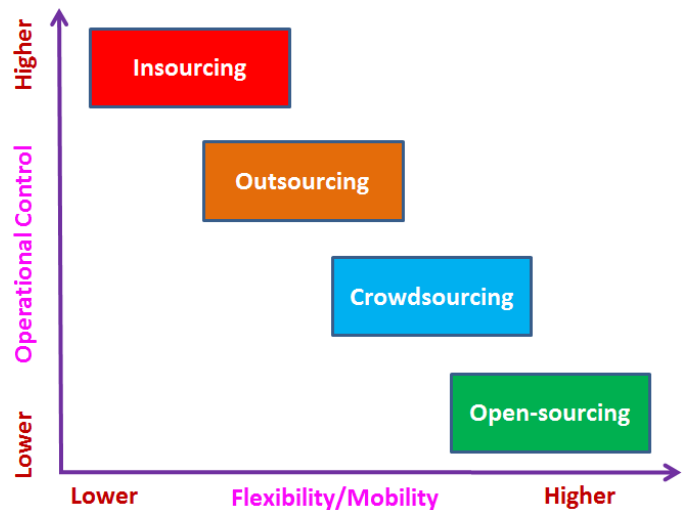 Higher
Insourcing
Outsourcing
Operational Control
Crowdsourcing
Open-sourcing
Lower
Lower
Flexibility/Mobility
Higher